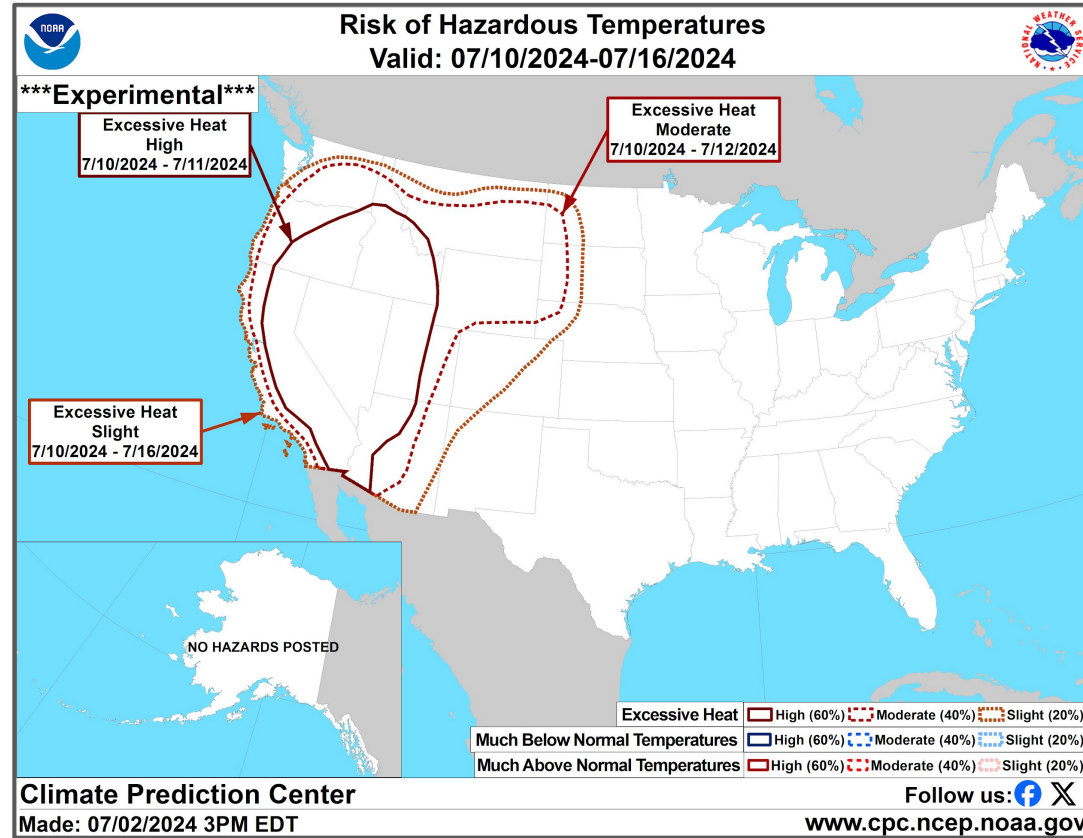 NOAA
Risk of Hazardous Temperatures
Valid: 07/10/2024-07/16/2024
NATIONAL WEATHER SERVICE
***Experimental***
Excessive Heat
High
7/10/2024 - 7/11/2024
Excessive Heat
Moderate
7/10/2024 - 7/12/2024
Excessive Heat
Slight
7/10/2024 - 7/16/2024
NO HAZARDS POSTED
Excessive Heat High (60%) Moderate (40%) Slight (20%)
Much Below Normal Temperatures High (60%) Moderate (40%) Slight (20%)
Much Above Normal Temperatures High (60%) Moderate (40%) Slight (20%)
Climate Prediction Center
Follow us:
Made: 07/02/2024 3PM EDT
www.cpc.ncep.noaa.gov